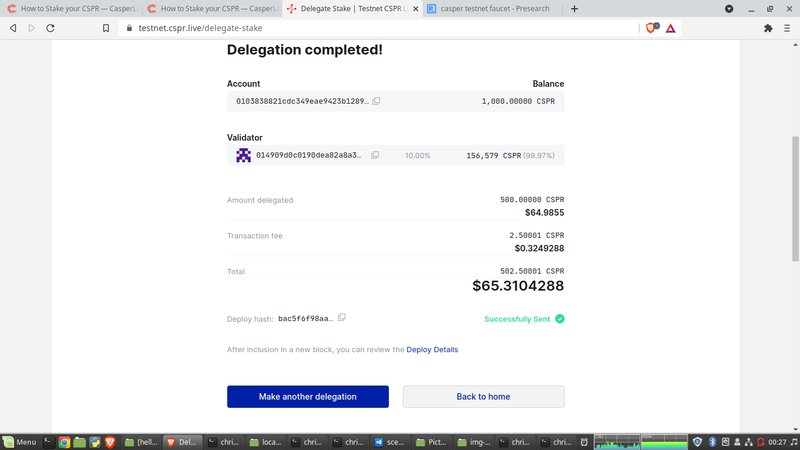 How to Stake your CSPR — CasperL
How to Stake your CSPR — CasperL
Delegate Stake | Testnet CSPR L
casper testnet faucet - Presearch
testnet.cspr.live/delegate-stake
Delegation completed!
Account Balance
0103838821cdc349eae9423b1289… 1,000.00000 CSPR
Validator
014909d0c0190dea82a8a3… 10.00% 156,579 CSPR (99.97%)
Amount delegated 500.00000 CSPR
$64.9855
Transaction fee 2.50001 CSPR
$0.3249288
Total 502.50001 CSPR
$65.3104288
Deploy hash: bac5f6f98aa… Successfully Sent
After inclusion in a new block, you can review the Deploy Details
Make another delegation Back to home
Menu [hell... Del... chri... loca... chri... chri... sce... Pict... img-... chri... chri... 00:27